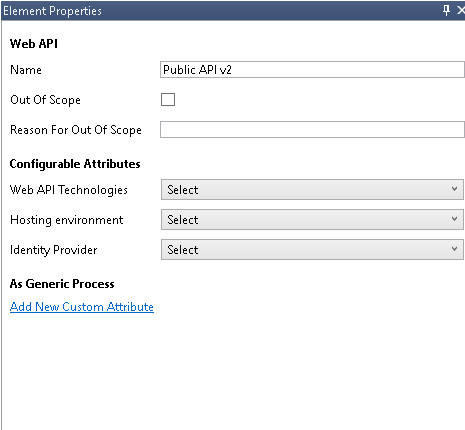 Element Properties
Web API
Name Public API v2
Out Of Scope
Reason For Out Of Scope
Configurable Attributes
Web API Technologies Select
Hosting environment Select
Identity Provider Select
As Generic Process
Add New Custom Attribute